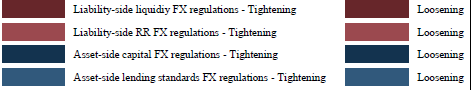 Liability-side liquidiy FX regulations - Tightening Loosening
Liability-side RR FX regulations - Tightening Loosening
Asset-side capital FX regulations - Tightening Loosening
Asset-side lending standards FX regulations - Tightening Loosening